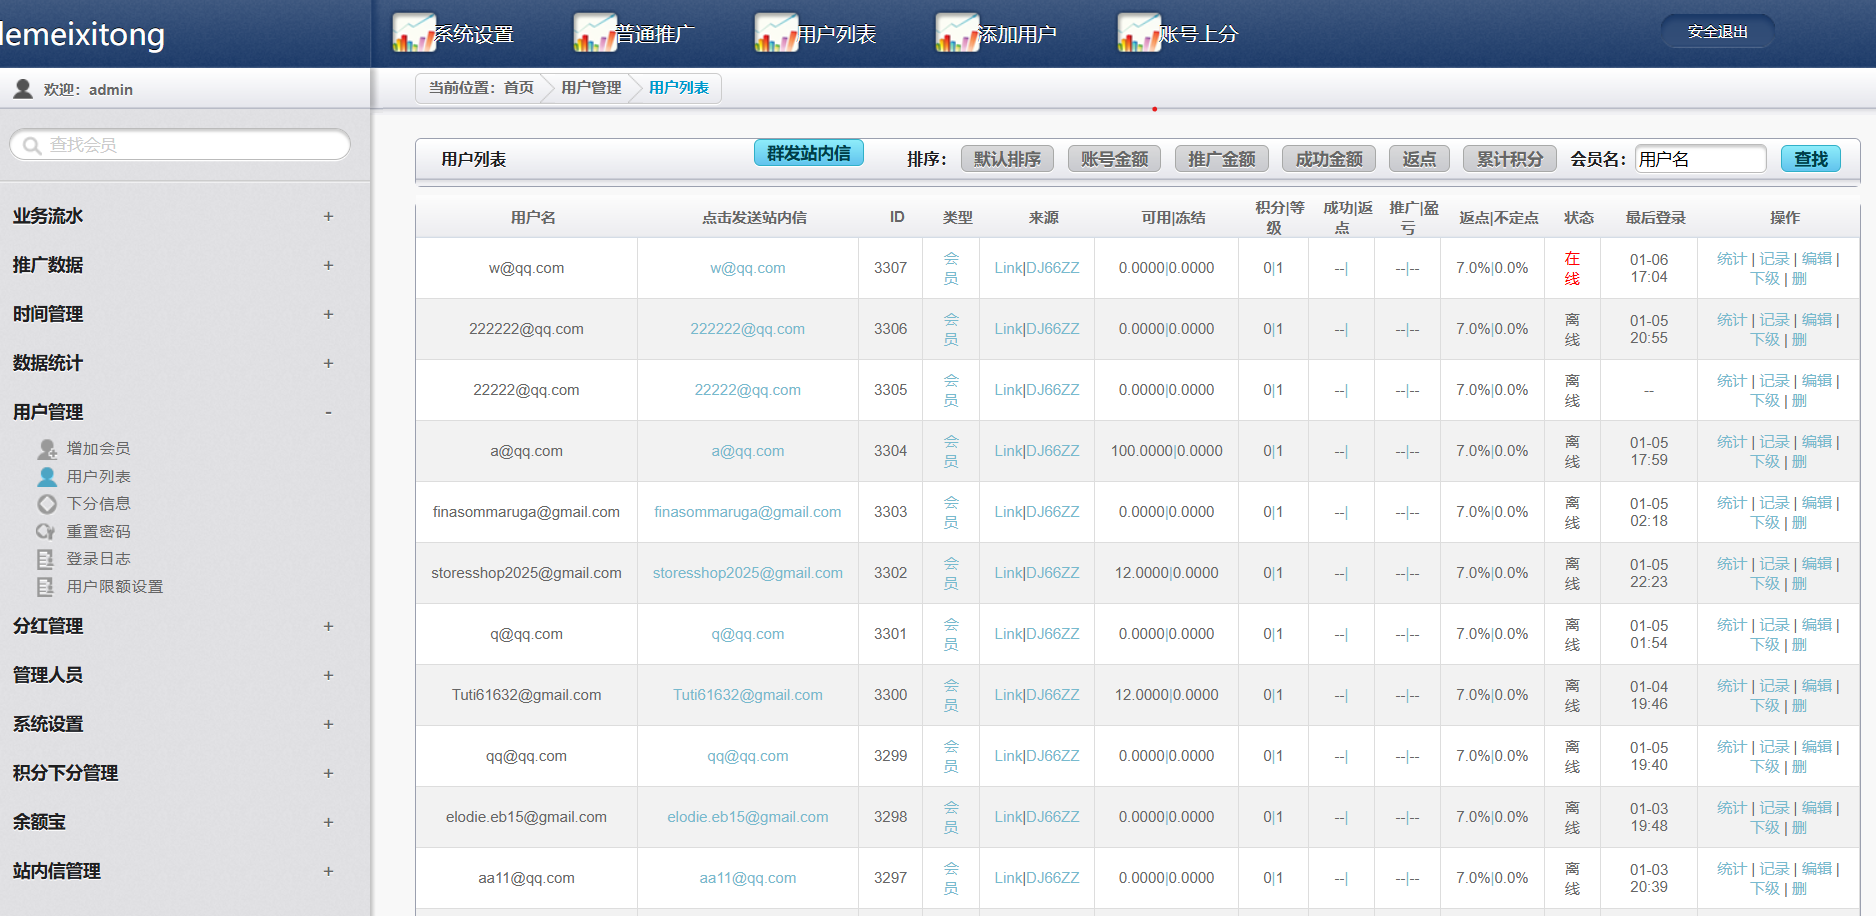 lemeixitong
系统设置
普通推广
用户列表
添加用户
账号上分
安全退出
欢迎：admin
当前位置：首页
用户管理
用户列表
查找会员
业务流水 +
推广数据 +
时间管理 +
数据统计 +
用户管理 -
增加会员
用户列表
下分信息
重置密码
登录日志
用户限额设置
分红管理 +
管理人员 +
系统设置 +
积分下分管理 +
余额宝 +
站内信管理 +
用户列表 群发站内信 排序： 默认排序 账号金额 推广金额 成功金额 返点 累计积分 会员名： 用户名 查找
用户名 点击发送站内信 ID 类型 来源 可用|冻结 积分|等级 成功|返点 推广|盈亏 返点|不定点 状态 最后登录 操作
w@qq.com w@qq.com 3307 会员 Link|DJ66ZZ 0.0000|0.0000 0|1 --| --|-- 7.0%|0.0% 在线 01-06 17:04 统计 | 记录 | 编辑 | 下级 | 删
222222@qq.com 222222@qq.com 3306 会员 Link|DJ66ZZ 0.0000|0.0000 0|1 --| --|-- 7.0%|0.0% 离线 01-05 20:55 统计 | 记录 | 编辑 | 下级 | 删
22222@qq.com 22222@qq.com 3305 会员 Link|DJ66ZZ 0.0000|0.0000 0|1 --| --|-- 7.0%|0.0% 离线 -- 统计 | 记录 | 编辑 | 下级 | 删
a@qq.com a@qq.com 3304 会员 Link|DJ66ZZ 100.0000|0.0000 0|1 --| --|-- 7.0%|0.0% 离线 01-05 17:59 统计 | 记录 | 编辑 | 下级 | 删
finasommaruga@gmail.com finasommaruga@gmail.com 3303 会员 Link|DJ66ZZ 0.0000|0.0000 0|1 --| --|-- 7.0%|0.0% 离线 01-05 02:18 统计 | 记录 | 编辑 | 下级 | 删
storesshop2025@gmail.com storesshop2025@gmail.com 3302 会员 Link|DJ66ZZ 12.0000|0.0000 0|1 --| --|-- 7.0%|0.0% 离线 01-05 22:23 统计 | 记录 | 编辑 | 下级 | 删
q@qq.com q@qq.com 3301 会员 Link|DJ66ZZ 0.0000|0.0000 0|1 --| --|-- 7.0%|0.0% 离线 01-05 01:54 统计 | 记录 | 编辑 | 下级 | 删
Tuti61632@gmail.com Tuti61632@gmail.com 3300 会员 Link|DJ66ZZ 12.0000|0.0000 0|1 --| --|-- 7.0%|0.0% 离线 01-04 19:46 统计 | 记录 | 编辑 | 下级 | 删
qq@qq.com qq@qq.com 3299 会员 Link|DJ66ZZ 0.0000|0.0000 0|1 --| --|-- 7.0%|0.0% 离线 01-05 19:40 统计 | 记录 | 编辑 | 下级 | 删
elodie.eb15@gmail.com elodie.eb15@gmail.com 3298 会员 Link|DJ66ZZ 0.0000|0.0000 0|1 --| --|-- 7.0%|0.0% 离线 01-03 19:48 统计 | 记录 | 编辑 | 下级 | 删
aa11@qq.com aa11@qq.com 3297 会员 Link|DJ66ZZ 0.0000|0.0000 0|1 --| --|-- 7.0%|0.0% 离线 01-03 20:39 统计 | 记录 | 编辑 | 下级 | 删